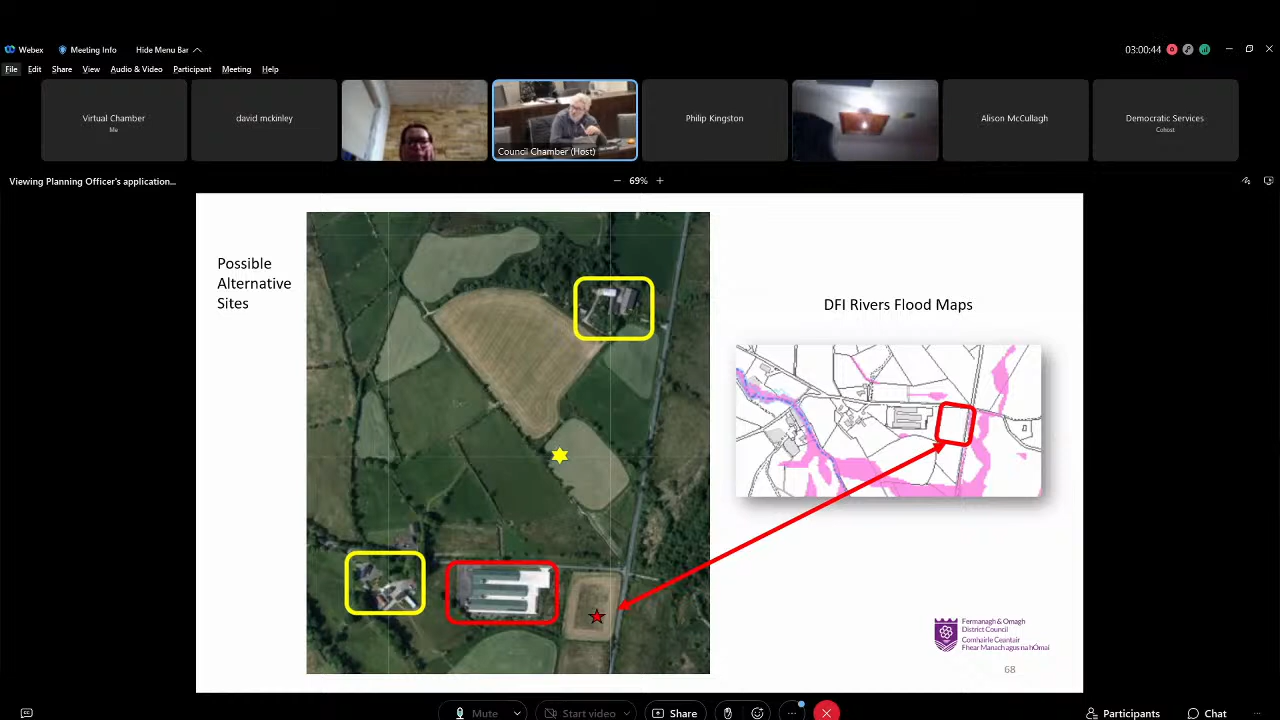 Webex
Meeting Info
Hide Menu Bar
03:00:44
File
Edit
Share
View
Audio & Video
Participant
Meeting
Help
Virtual Chamber
Me
david mckinley
Council Chamber (Host)
Philip Kingston
Alison McCullagh
Democratic Services
Cohost
Viewing Planning Officer's application...
69%
Possible
Alternative
Sites
DFI Rivers Flood Maps
Fermanagh & Omagh
District Council
Comhairle Ceantair
Fhear Manach agus na hÓmaí
68
Mute
Start video
Share
Participants
Chat